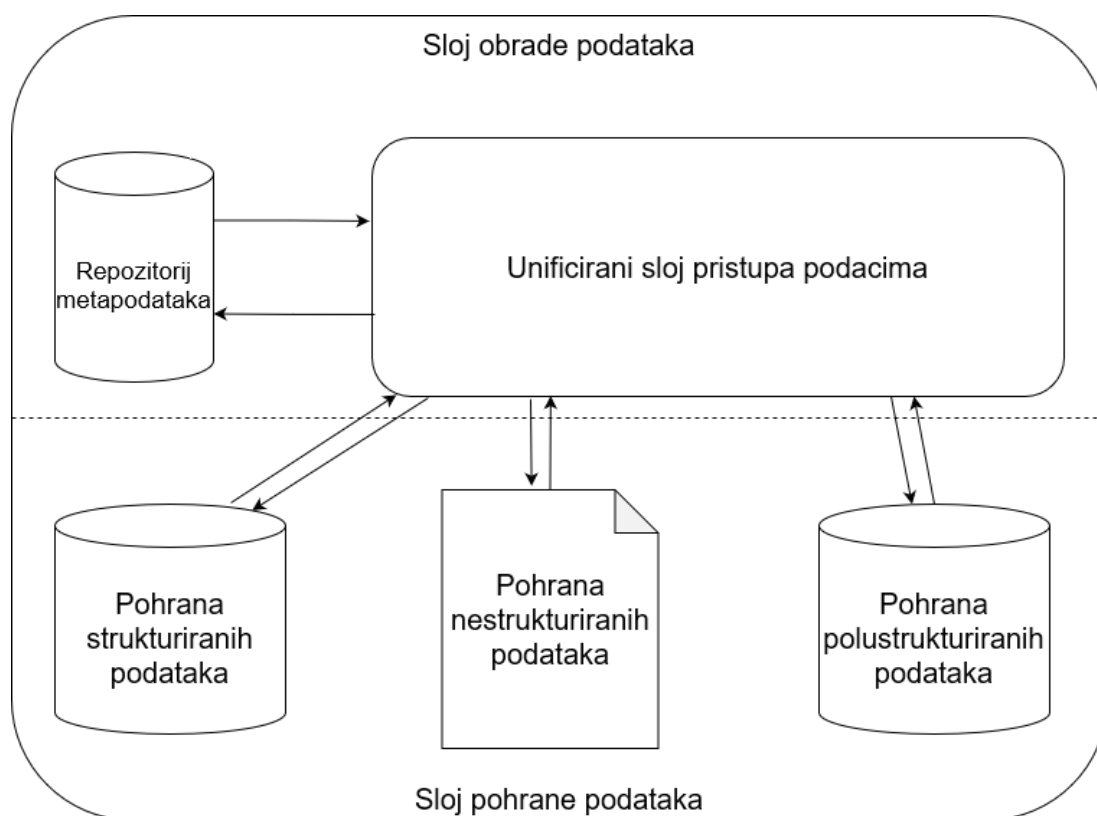 Sloj obrade podataka
Repozitorij
metapodataka
Unificirani sloj pristupa podacima
Pohrana
strukturiranih
podataka
Pohrana
nestrukturiranih
podataka
Pohrana
polustrukturiranih
podataka
Sloj pohrane podataka